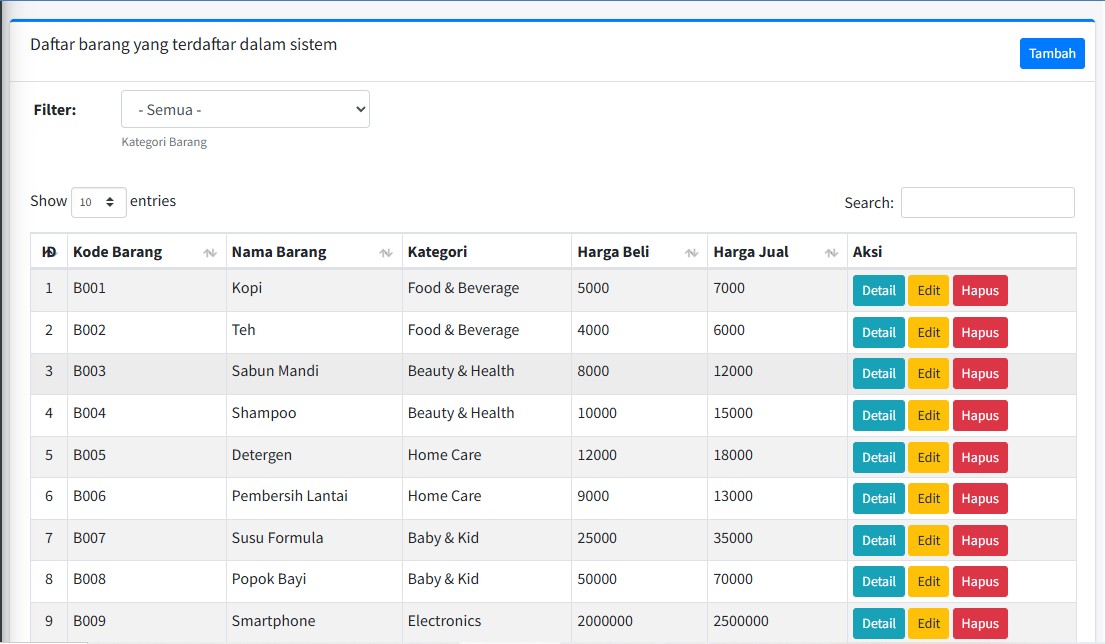 Daftar barang yang terdaftar dalam sistem
Tambah
Filter: - Semua -
Kategori Barang
Show 10 entries Search:
ID Kode Barang Nama Barang Kategori Harga Beli Harga Jual Aksi
1 B001 Kopi Food & Beverage 5000 7000 Detail Edit Hapus
2 B002 Teh Food & Beverage 4000 6000 Detail Edit Hapus
3 B003 Sabun Mandi Beauty & Health 8000 12000 Detail Edit Hapus
4 B004 Shampoo Beauty & Health 10000 15000 Detail Edit Hapus
5 B005 Detergen Home Care 12000 18000 Detail Edit Hapus
6 B006 Pembersih Lantai Home Care 9000 13000 Detail Edit Hapus
7 B007 Susu Formula Baby & Kid 25000 35000 Detail Edit Hapus
8 B008 Popok Bayi Baby & Kid 50000 70000 Detail Edit Hapus
9 B009 Smartphone Electronics 2000000 2500000 Detail Edit Hapus